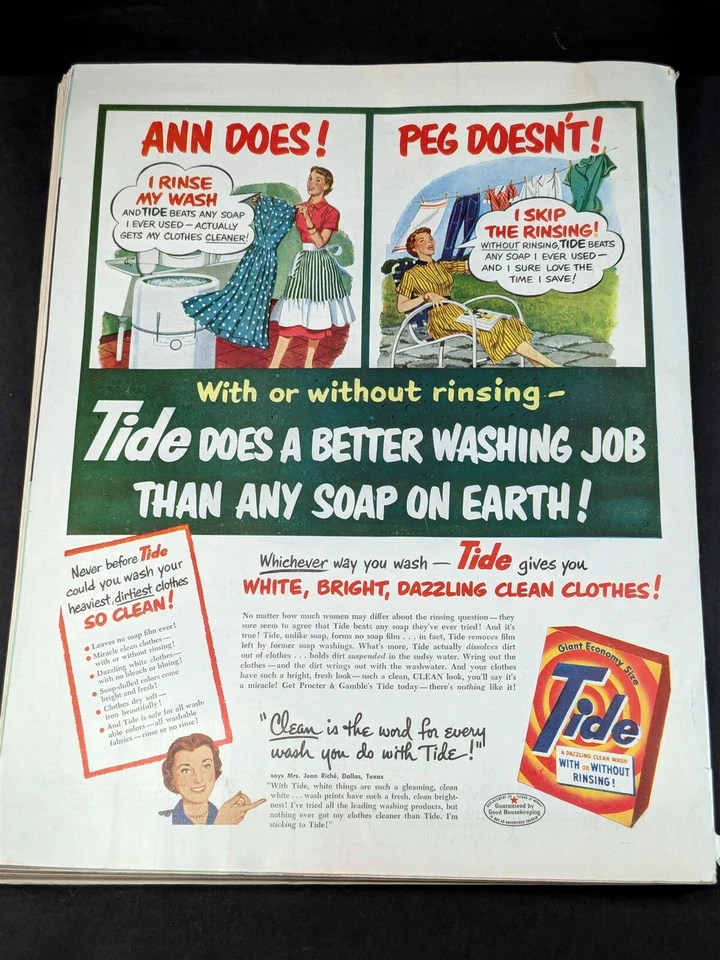 ANN DOES!
I RINSE
MY WASH
AND TIDE BEATS ANY SOAP
I EVER USED—ACTUALLY
GETS MY CLOTHES CLEANER!
PEG DOESN'T!
I SKIP
THE RINSING!
WITHOUT RINSING, TIDE BEATS
ANY SOAP I EVER USED—
AND I SURE LOVE THE
TIME I SAVE!
With or without rinsing—
Tide DOES A BETTER WASHING JOB
THAN ANY SOAP ON EARTH!
Never before Tide
could you wash your
heaviest, dirtiest clothes
SO CLEAN!
• Leaves no soap film ever!
• Miracle clean clothes—
with or without rinsing!
• Dazzling white clothes—
with no bleach or bluing!
• Soap-dulled colors come
bright and fresh!
• Clothes dry soft—
iron beautifully!
• And Tide is safe for all wash-
able colors—all washable
fabrics—rinse or no rinse!
Whichever way you wash — Tide gives you
WHITE, BRIGHT, DAZZLING CLEAN CLOTHES!
No matter how much women may differ about the rinsing question—they
sure seem to agree that Tide beats any soap they've ever tried! And it's
true! Tide, unlike soap, forms no soap film . . . in fact, Tide removes film
left by former soap washings. What's more, Tide actually dissolves dirt
out of clothes . . . holds dirt suspended in the sudsy water. Wring out the
clothes—and the dirt wrings out with the washwater. And your clothes
have such a bright, fresh look—such a clean, CLEAN look, you'll say it's
a miracle! Get Procter & Gamble's Tide today—there's nothing like it!
"Clean is the word for every
wash you do with Tide!"
says Mrs. Joan Riché, Dallas, Texas
"With Tide, white things are such a gleaming, clean
white . . . wash prints have such a fresh, clean bright-
ness! I've tried all the leading washing products, but
nothing ever got my clothes cleaner than Tide. I'm
sticking to Tide!"
Guaranteed by
Good Housekeeping
Giant Economy Size
Tide
A DAZZLING CLEAN WASH
WITH OR WITHOUT
RINSING!